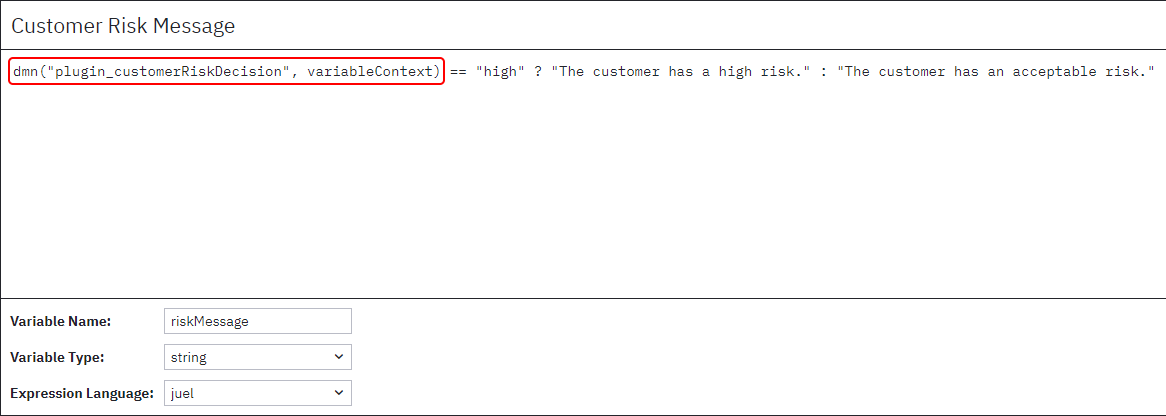 Customer Risk Message
dmn("plugin_customerRiskDecision", variableContext) == "high" ? "The customer has a high risk." : "The customer has an acceptable risk."
Variable Name: riskMessage
Variable Type: string
Expression Language: juel